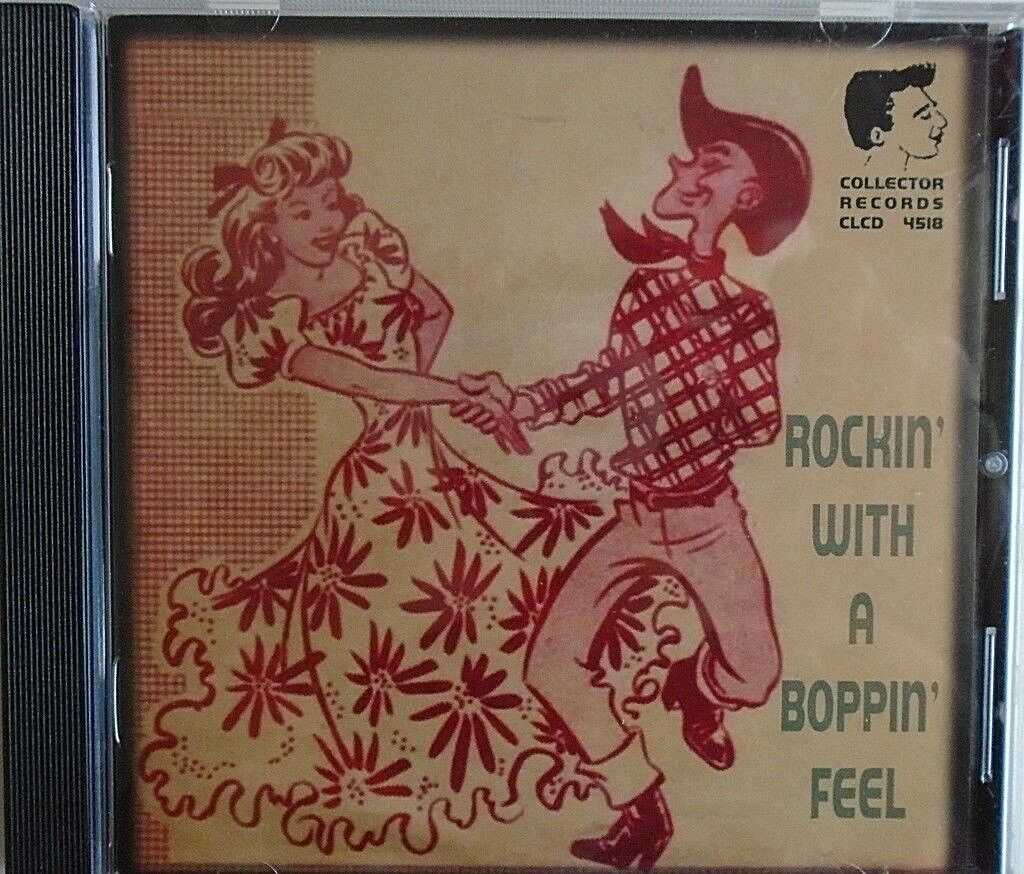 COLLECTOR
RECORDS
CLCD 4518
ROCKIN'
WITH
A
BOPPIN'
FEEL